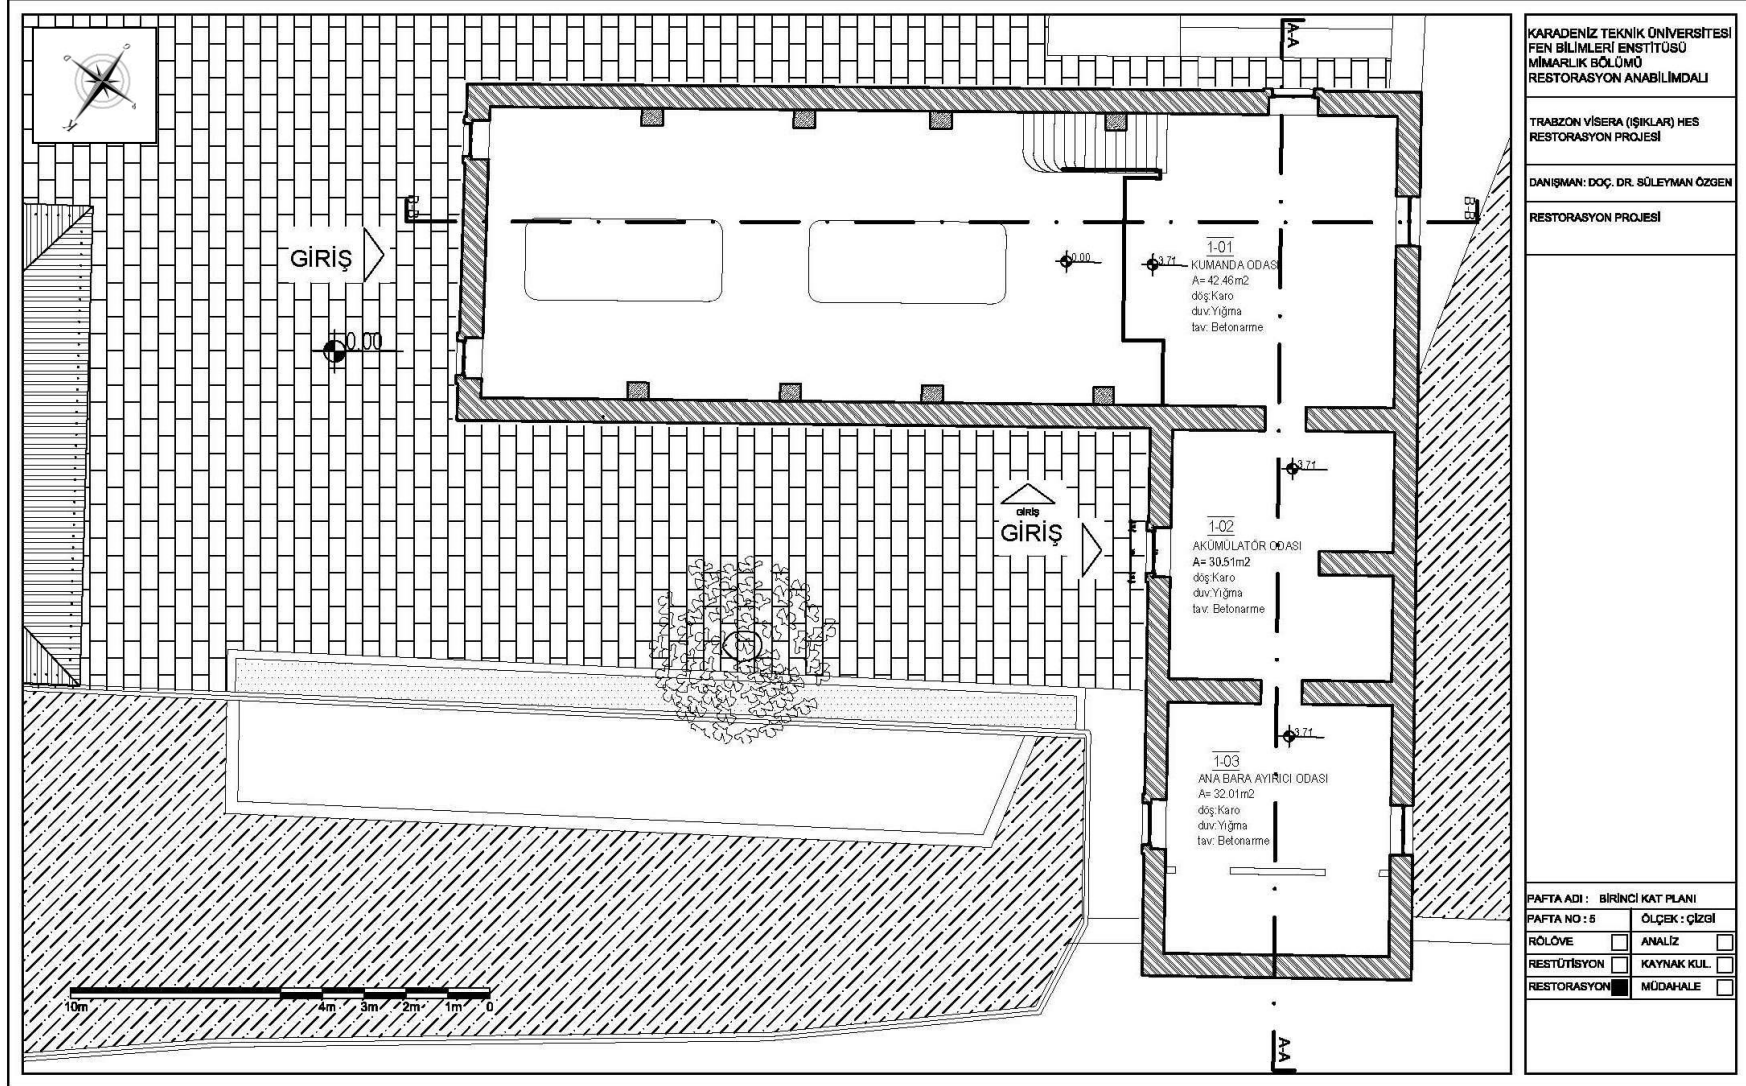 A-A
B-B
B-B
GİRİŞ
0.00
0.00
3.71
1-01
KUMANDA ODASI
A= 42.46m2
döş:Karo
duv:Yığma
tav: Betonarme
3.71
GİRİŞ
GİRİŞ
1-02
AKÜMÜLATÖR ODASI
A= 30.51m2
döş:Karo
duv:Yığma
tav: Betonarme
3.71
1-03
ANA BARA AYIRICI ODASI
A= 32.01m2
döş:Karo
duv:Yığma
tav: Betonarme
10m 4m 3m 2m 1m 0
A-A
KARADENİZ TEKNİK ÜNİVERSİTESİ
FEN BİLİMLERİ ENSTİTÜSÜ
MİMARLIK BÖLÜMÜ
RESTORASYON ANABİLİMDALI
TRABZON VİSERA (IŞIKLAR) HES
RESTORASYON PROJESİ
DANIŞMAN: DOÇ. DR. SÜLEYMAN ÖZGEN
RESTORASYON PROJESİ
PAFTA ADI : BİRİNCİ KAT PLANI
PAFTA NO : 5 ÖLÇEK : ÇİZGİ
RÖLÖVE ANALİZ
RESTÜTİSYON KAYNAK KUL.
RESTORASYON MÜDAHALE